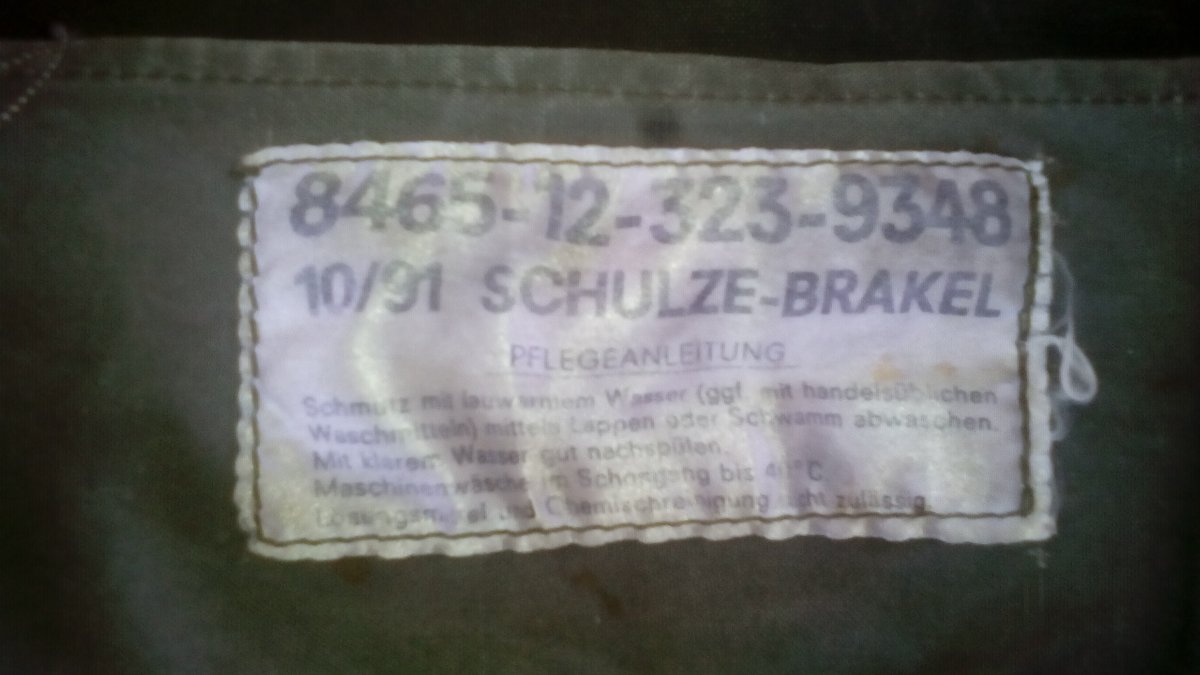 8465-12-323-9348
10/91 SCHULZE-BRAKEL
PFLEGEANLEITUNG
Schmutz mit lauwarmem Wasser (ggf. mit handelsüblichen
Waschmitteln) mittels Lappen oder Schwamm abwaschen.
Mit klarem Wasser gut nachspülen.
Maschinenwäsche im Schongang bis 40°C.
Lösungsmittel und Chemischreinigung nicht zulässig.